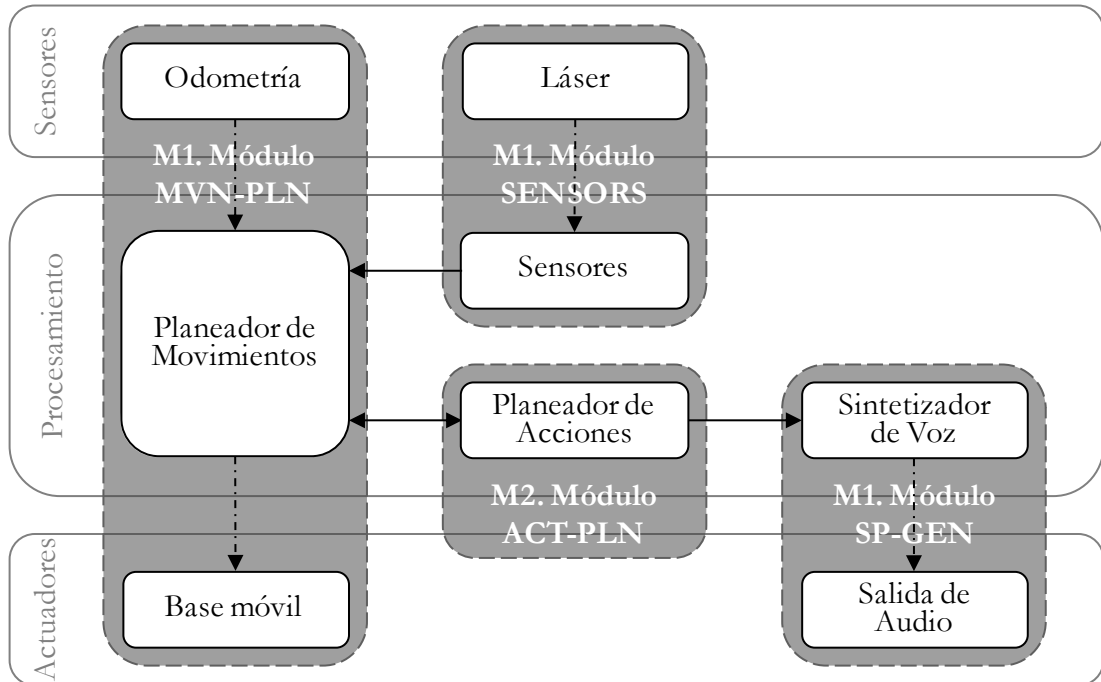 Sensores
Odometría
Láser
M1. Módulo
MVN-PLN
M1. Módulo
SENSORS
Procesamiento
Planeador de
Movimientos
Sensores
Planeador de
Acciones
Sintetizador
de Voz
M2. Módulo
ACT-PLN
M1. Módulo
SP-GEN
Actuadores
Base móvil
Salida de
Audio